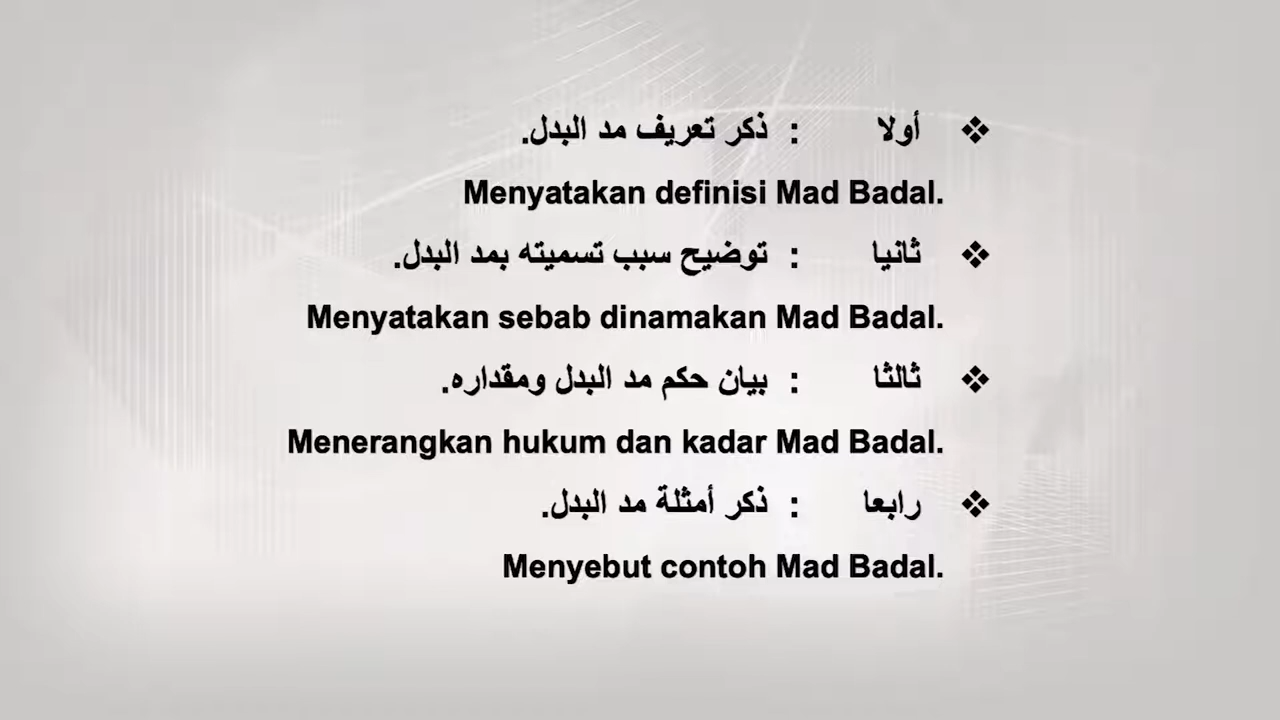 ❖ أولا : ذكر تعريف مد البدل.
Menyatakan definisi Mad Badal.
❖ ثانيا : توضيح سبب تسميته بمد البدل.
Menyatakan sebab dinamakan Mad Badal.
❖ ثالثا : بيان حكم مد البدل ومقداره.
Menerangkan hukum dan kadar Mad Badal.
❖ رابعا : ذكر أمثلة مد البدل.
Menyebut contoh Mad Badal.